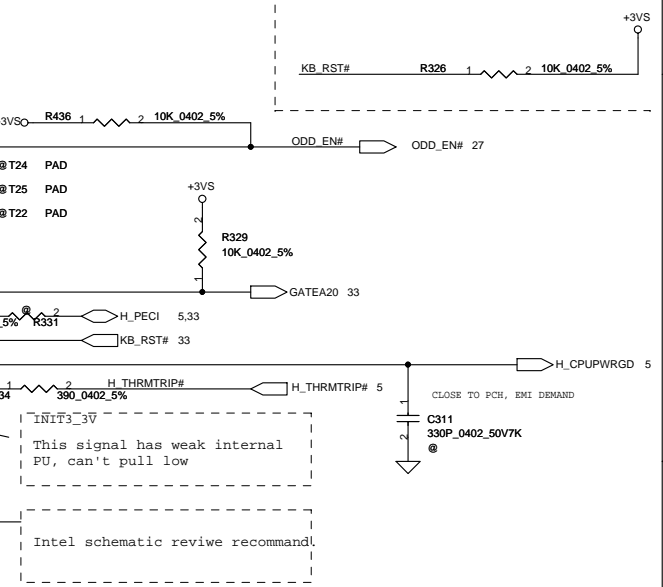 +3VS
KB_RST# R326 1 2 10K_0402_5%
3VS R436 1 2 10K_0402_5%
ODD_EN# ODD_EN# 27
@ T24 PAD
@ T25 PAD
@ T22 PAD
+3VS
2
R329
10K_0402_5%
1
GATEA20 33
@
2 H_PECI 5,33
5% R331
KB_RST# 33
H_CPUPWRGD 5
1 2 H_THRMTRIP# H_THRMTRIP# 5
34 390_0402_5%
1 CLOSE TO PCH, EMI DEMAND
C311
2 330P_0402_50V7K
@
INIT3_3V
This signal has weak internal
PU, can't pull low
Intel schematic reviwe recommand.